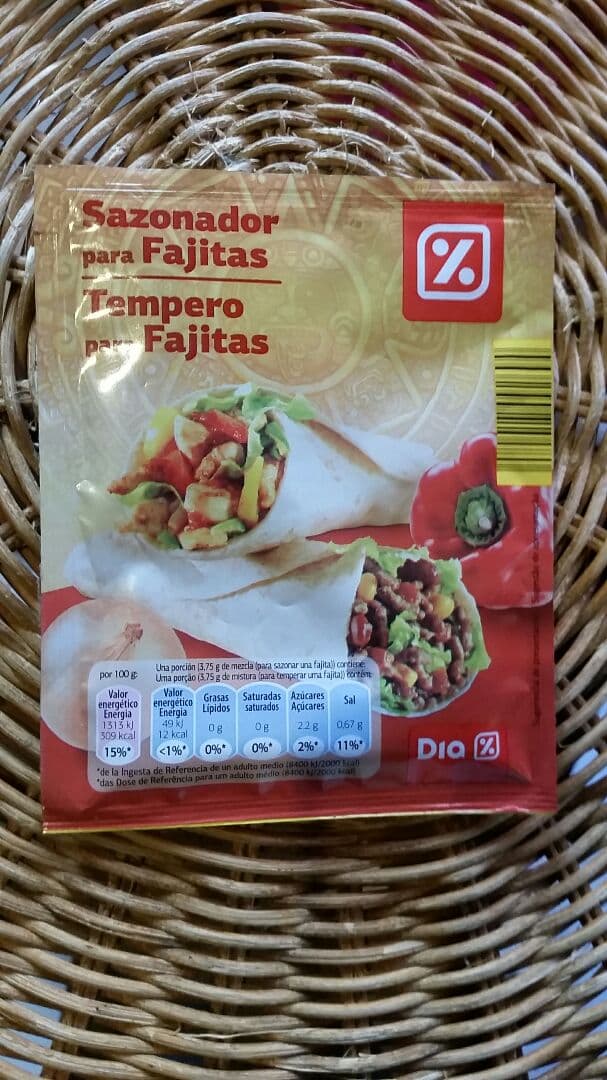 Sazonador
para Fajitas
Tempero
para Fajitas
por 100 g:
Una porción (3,75 g de mezcla (para sazonar una fajita)) contiene:
Uma porção (3,75 g de mistura (para temperar uma fajita)) contém:
Valor
energético
Energia
1313 kJ
309 kcal
15%*
Valor
energético
Energia
49 kJ
12 kcal
<1%*
Grasas
Lípidos
0 g
0%*
Saturadas
saturados
0 g
0%*
Azúcares
Açúcares
2,2 g
2%*
Sal
0,67 g
11%*
*de la Ingesta de Referencia de un adulto medio (8400 kJ/2000 kcal)
*das Dose de Referência para um adulto médio (8400 kJ/2000 kcal)
Dia %